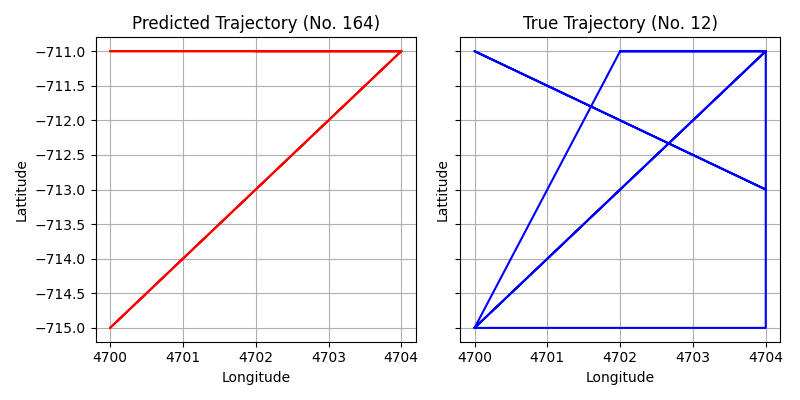 Predicted Trajectory (No. 164)
True Trajectory (No. 12)
Lattitude
−711.0
−711.5
−712.0
−712.5
−713.0
−713.5
−714.0
−714.5
−715.0
4700 4701 4702 4703 4704
Longitude
Lattitude
4700 4701 4702 4703 4704
Longitude